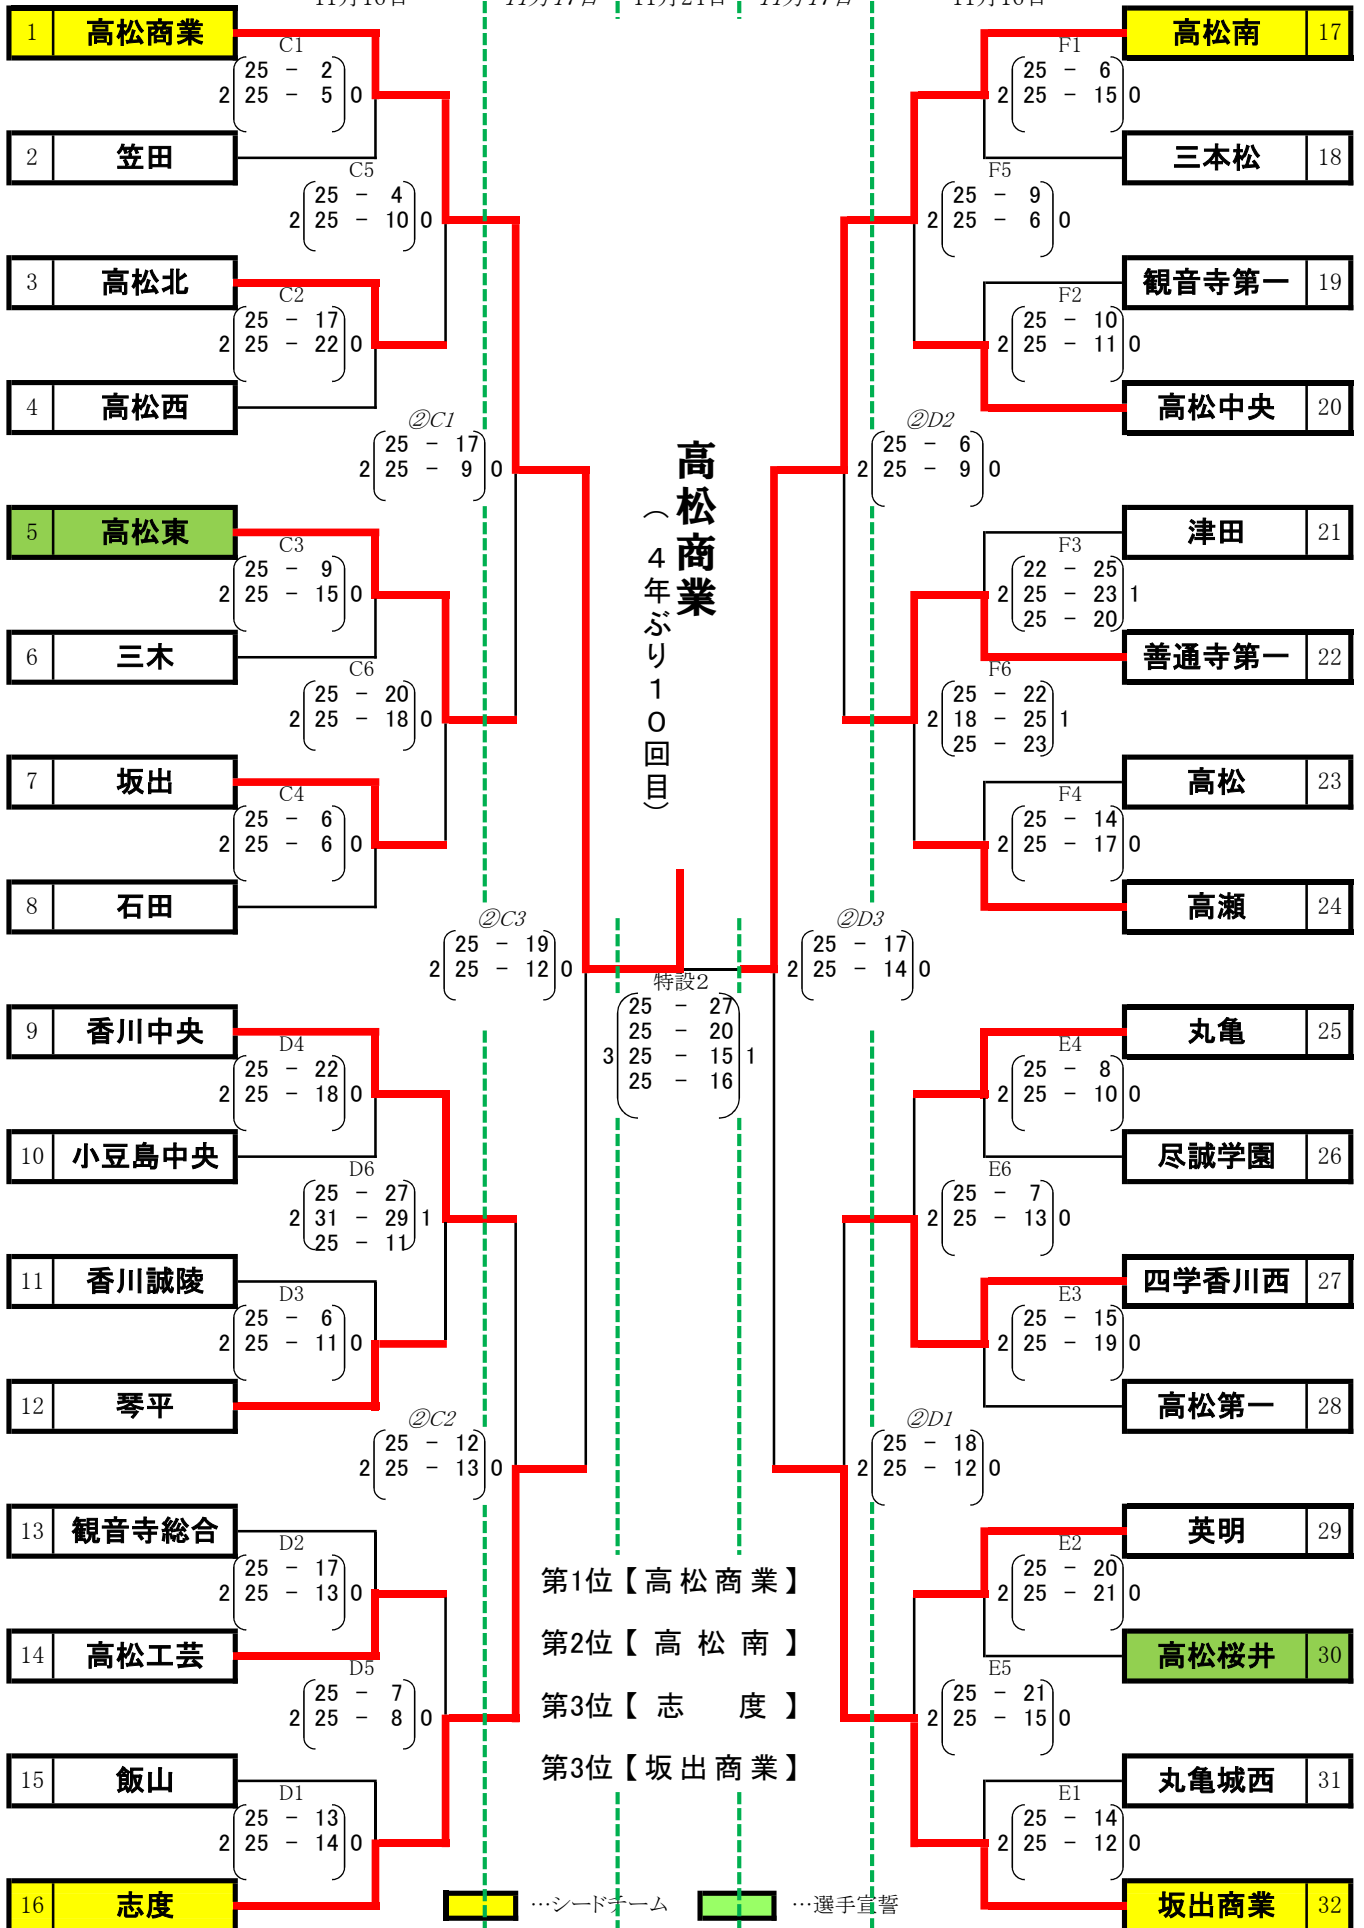 1 高松商業
C1
25 - 2
2 25 - 5 0
2 笠田
C5
25 - 4
2 25 - 10 0
3 高松北
C2
25 - 17
2 25 - 22 0
4 高松西
②C1
25 - 17
2 25 - 9 0
5 高松東
C3
25 - 9
2 25 - 15 0
6 三木
C6
25 - 20
2 25 - 18 0
7 坂出
C4
25 - 6
2 25 - 6 0
8 石田
②C3
25 - 19
2 25 - 12 0
9 香川中央
D4
25 - 22
2 25 - 18 0
10 小豆島中央
D6
25 - 27
2 31 - 29 1
25 - 11
11 香川誠陵
D3
25 - 6
2 25 - 11 0
12 琴平
②C2
25 - 12
2 25 - 13 0
13 観音寺総合
D2
25 - 17
2 25 - 13 0
14 高松工芸
D5
25 - 7
2 25 - 8 0
15 飯山
D1
25 - 13
2 25 - 14 0
16 志度
高松商業
(4年ぶり10回目)
特設2
25 - 27
25 - 20
3 25 - 15 1
25 - 16
第1位【高松商業】
第2位【高松南】
第3位【志 度】
第3位【坂出商業】
…シードチーム
…選手宣誓
高松南 17
F1
25 - 6
2 25 - 15 0
三本松 18
F5
25 - 9
2 25 - 6 0
観音寺第一 19
F2
25 - 10
2 25 - 11 0
高松中央 20
②D2
25 - 6
2 25 - 9 0
津田 21
F3
22 - 25
2 25 - 23 1
25 - 20
善通寺第一 22
F6
25 - 22
2 18 - 25 1
25 - 23
高松 23
F4
25 - 14
2 25 - 17 0
高瀬 24
②D3
25 - 17
2 25 - 14 0
丸亀 25
E4
25 - 8
2 25 - 10 0
尽誠学園 26
E6
25 - 7
2 25 - 13 0
四学香川西 27
E3
25 - 15
2 25 - 19 0
高松第一 28
②D1
25 - 18
2 25 - 12 0
英明 29
E2
25 - 20
2 25 - 21 0
高松桜井 30
E5
25 - 21
2 25 - 15 0
丸亀城西 31
E1
25 - 14
2 25 - 12 0
坂出商業 32